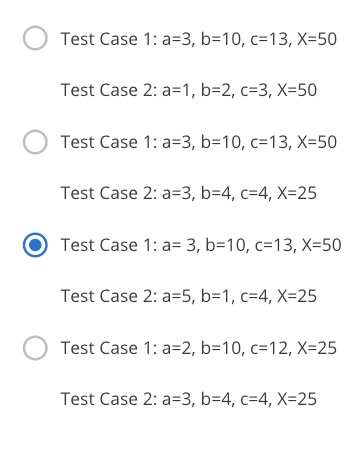 Test Case 1: a=3, b=10, c=13, X=50
Test Case 2: a=1, b=2, c=3, X=50
Test Case 1: a=3, b=10, c=13, X=50
Test Case 2: a=3, b=4, c=4, X=25
Test Case 1: a= 3, b=10, c=13, X=50
Test Case 2: a=5, b=1, c=4, X=25
Test Case 1: a=2, b=10, c=12, X=25
Test Case 2: a=3, b=4, c=4, X=25